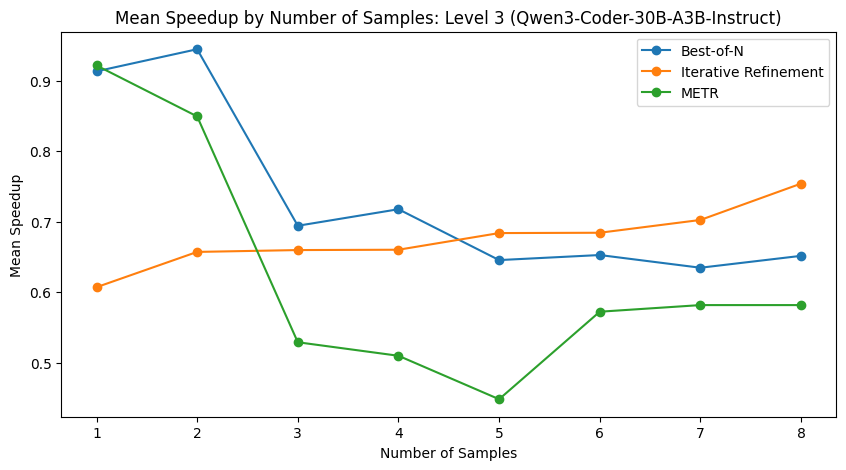 Mean Speedup by Number of Samples: Level 3 (Qwen3-Coder-30B-A3B-Instruct)
Best-of-N
Iterative Refinement
METR
Mean Speedup
0.9
0.8
0.7
0.6
0.5
1 2 3 4 5 6 7 8
Number of Samples